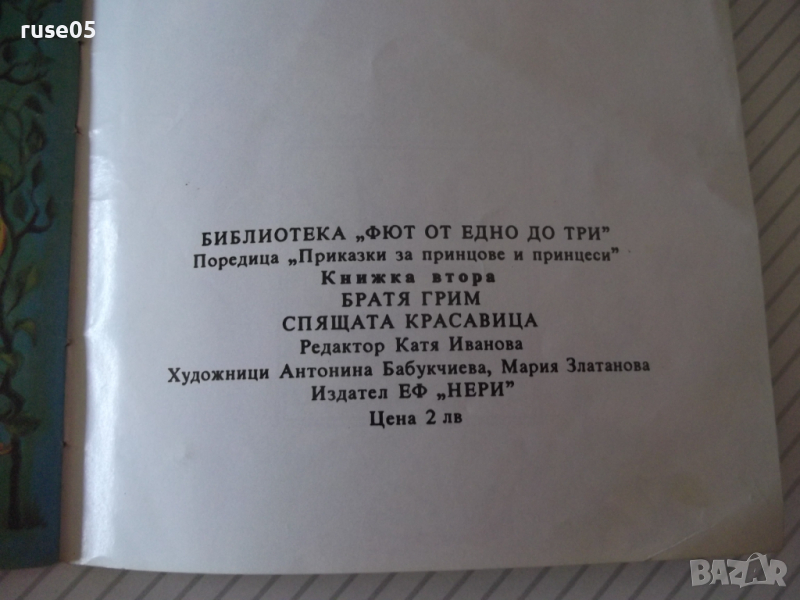 ruse05
БИБЛИОТЕКА „ФЮТ ОТ ЕДНО ДО ТРИ”
Поредица „Приказки за принцове и принцеси”
Книжка втора
БРАТЯ ГРИМ
СПЯЩАТА КРАСАВИЦА
Редактор Катя Иванова
Художници Антонина Бабукчиева, Мария Златанова
Издател ЕФ „НЕРИ”
Цена 2 лв
BAZAR